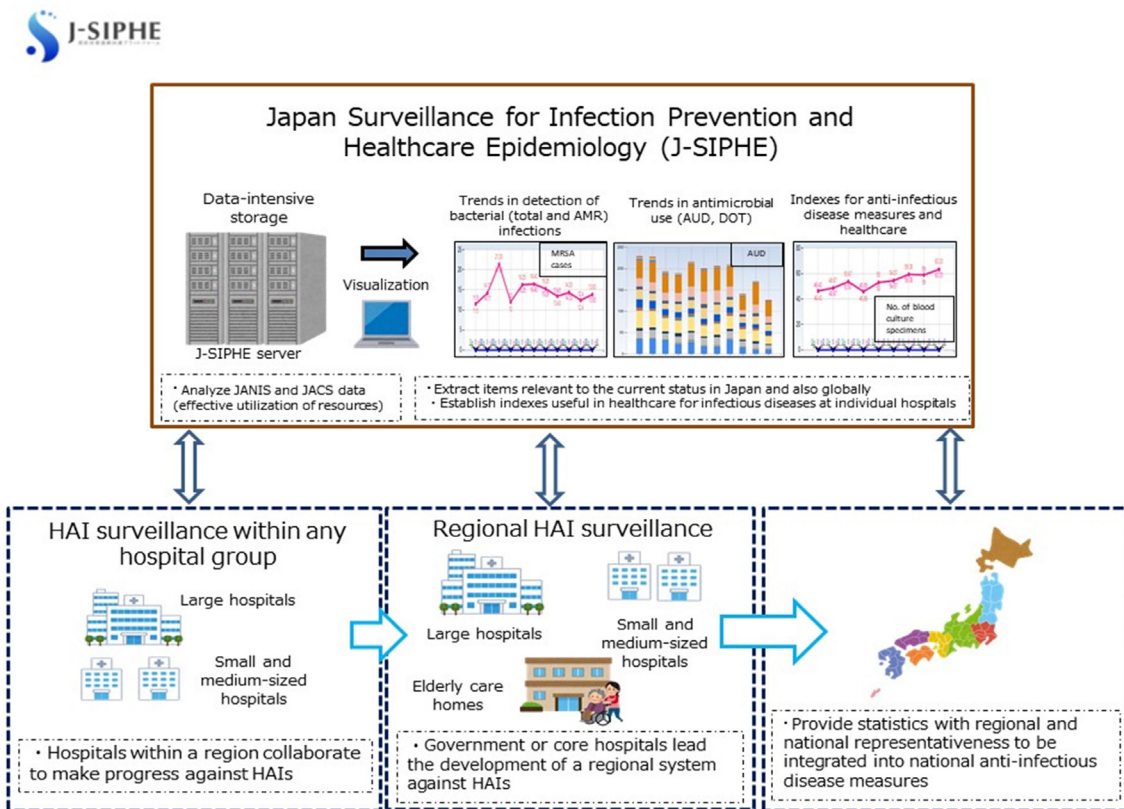 J-SIPHE
Japan Surveillance for Infection Prevention and
Healthcare Epidemiology (J-SIPHE)
Data-intensive
storage
J-SIPHE server
Visualization
Trends in detection of
bacterial (total and AMR)
infections
MRSA
cases
Trends in antimicrobial
use (AUD, DOT)
AUD
Indexes for anti-infectious
disease measures and
healthcare
No. of blood
culture
specimens
・Analyze JANIS and JACS data
(effective utilization of resources)
・Extract items relevant to the current status in Japan and also globally
・Establish indexes useful in healthcare for infectious diseases at individual hospitals
HAI surveillance within any
hospital group
Large hospitals
Small and
medium-sized
hospitals
・Hospitals within a region collaborate
to make progress against HAIs
Regional HAI surveillance
Large hospitals
Small and
medium-sized
hospitals
Elderly care
homes
・Government or core hospitals lead
the development of a regional system
against HAIs
・Provide statistics with regional and
national representativeness to be
integrated into national anti-infectious
disease measures